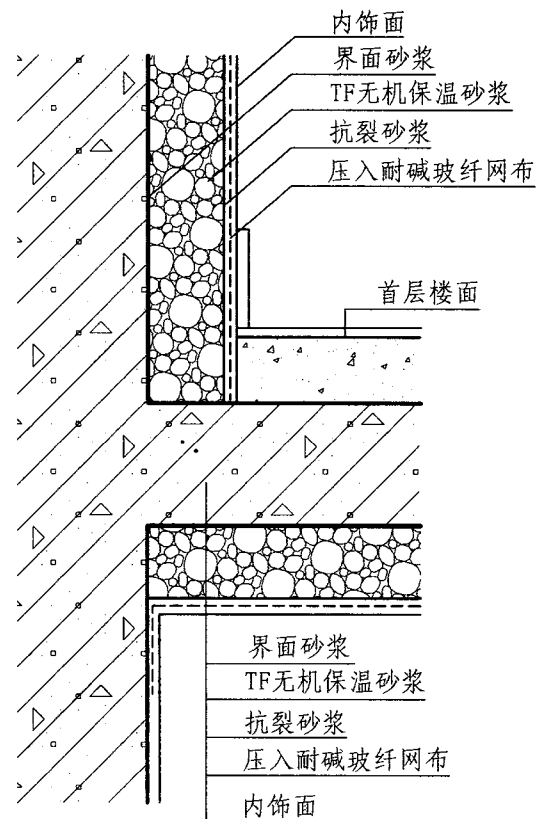 内饰面
界面砂浆
TF无机保温砂浆
抗裂砂浆
压入耐碱玻纤网布
首层楼面
界面砂浆
TF无机保温砂浆
抗裂砂浆
压入耐碱玻纤网布
内饰面